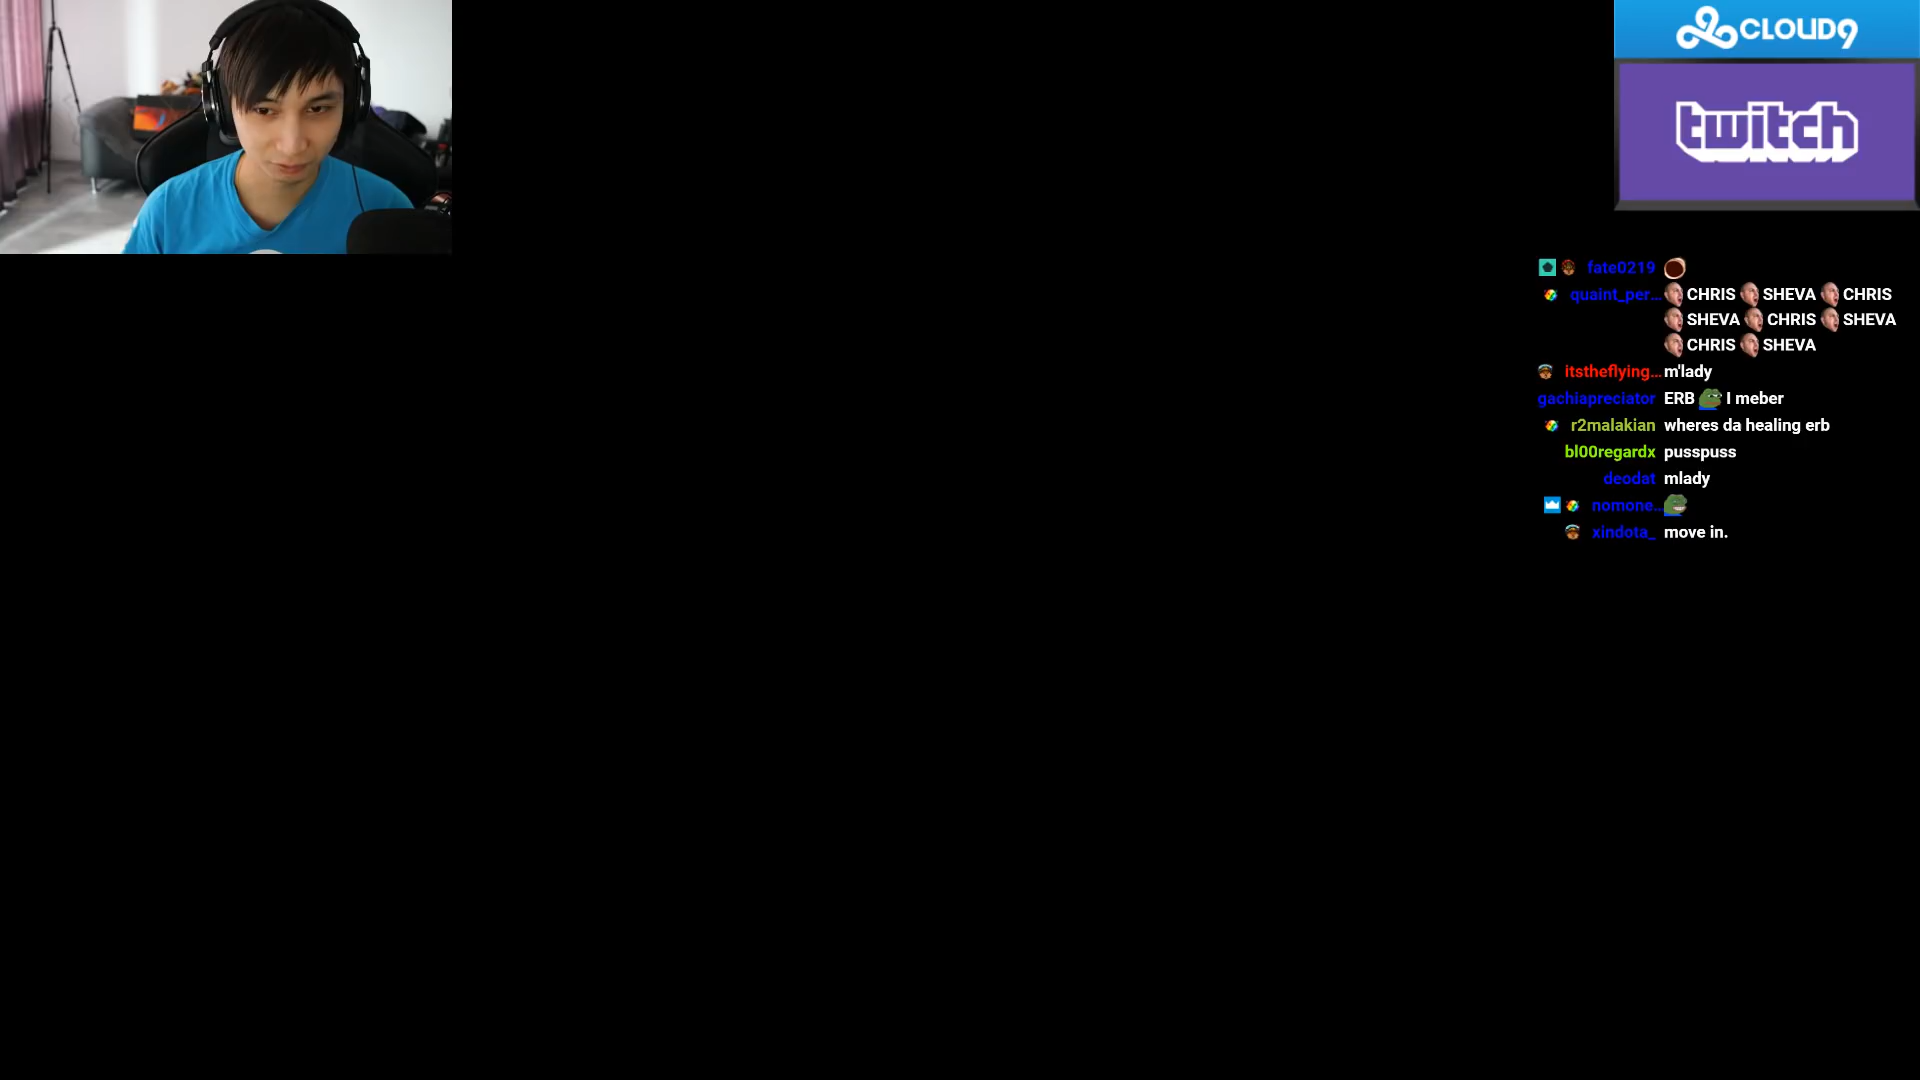 CLOUD9
twitch
fate0219
quaint_per... CHRIS SHEVA CHRIS
SHEVA CHRIS SHEVA
CHRIS SHEVA
itstheflying... m'lady
gachiapreciator ERB I meber
r2malakian wheres da healing erb
bl00regardx pusspuss
deodat mlady
nomone...
xindota_ move in.